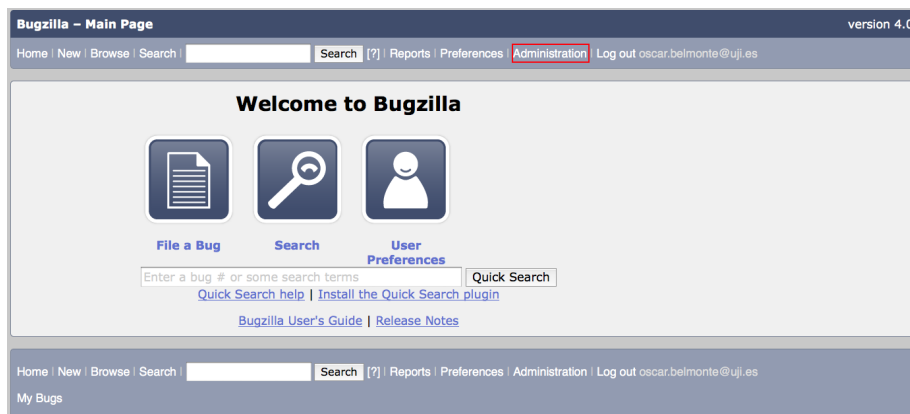 Bugzilla – Main Page version 4.0
Home | New | Browse | Search | Search [?] | Reports | Preferences | Administration | Log out oscar.belmonte@uji.es
Welcome to Bugzilla
File a Bug Search User Preferences
Enter a bug # or some search terms Quick Search
Quick Search help | Install the Quick Search plugin
Bugzilla User's Guide | Release Notes
Home | New | Browse | Search | Search [?] | Reports | Preferences | Administration | Log out oscar.belmonte@uji.es
My Bugs